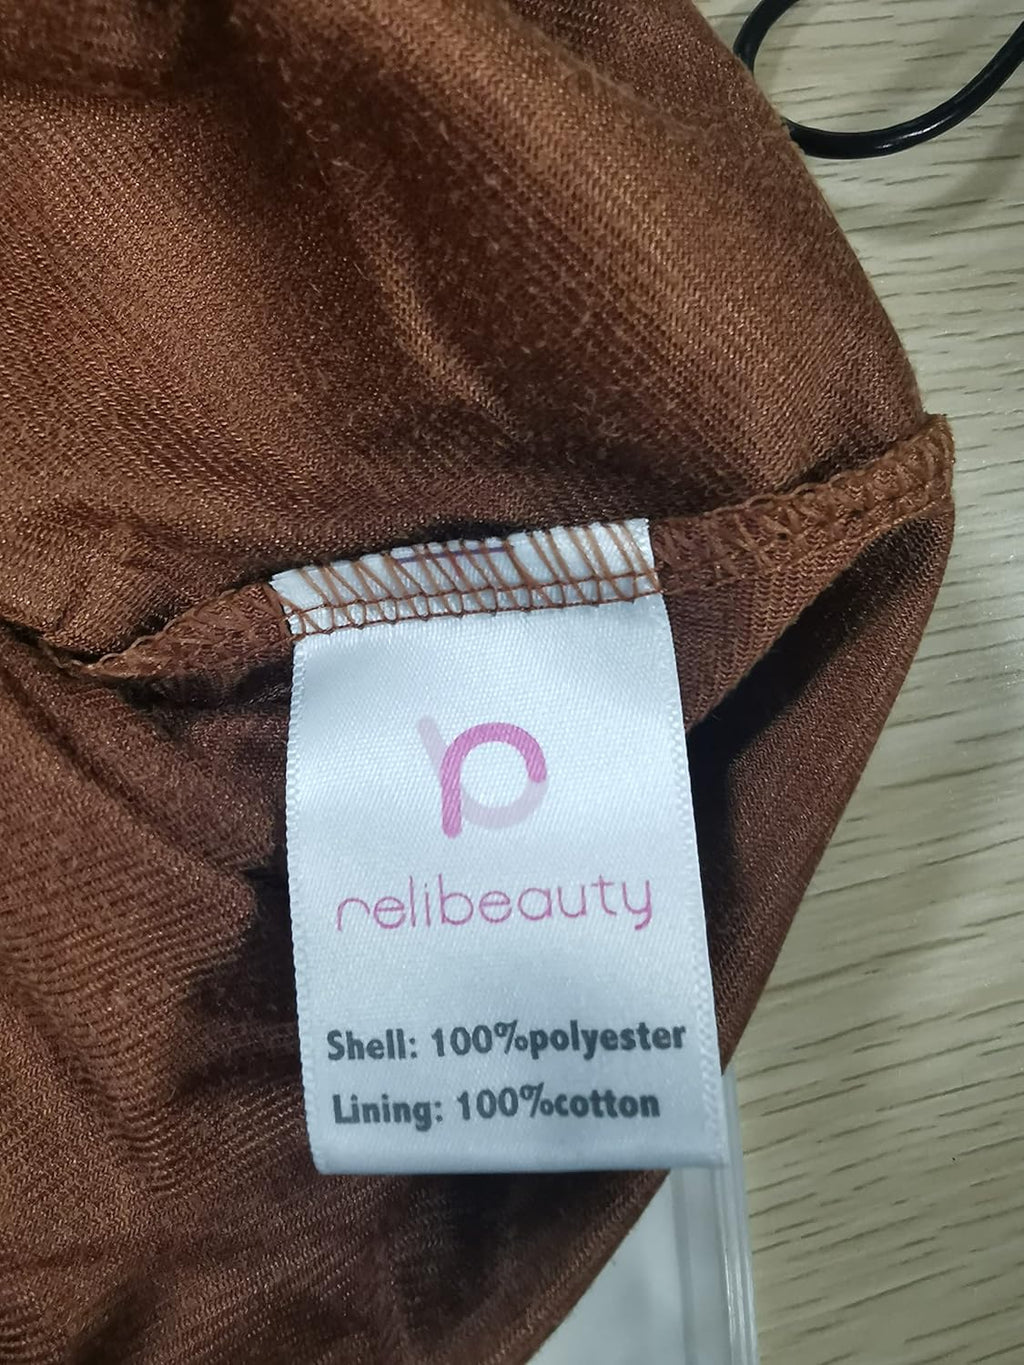 relibeauty
Shell: 100%polyester
Lining: 100%cotton